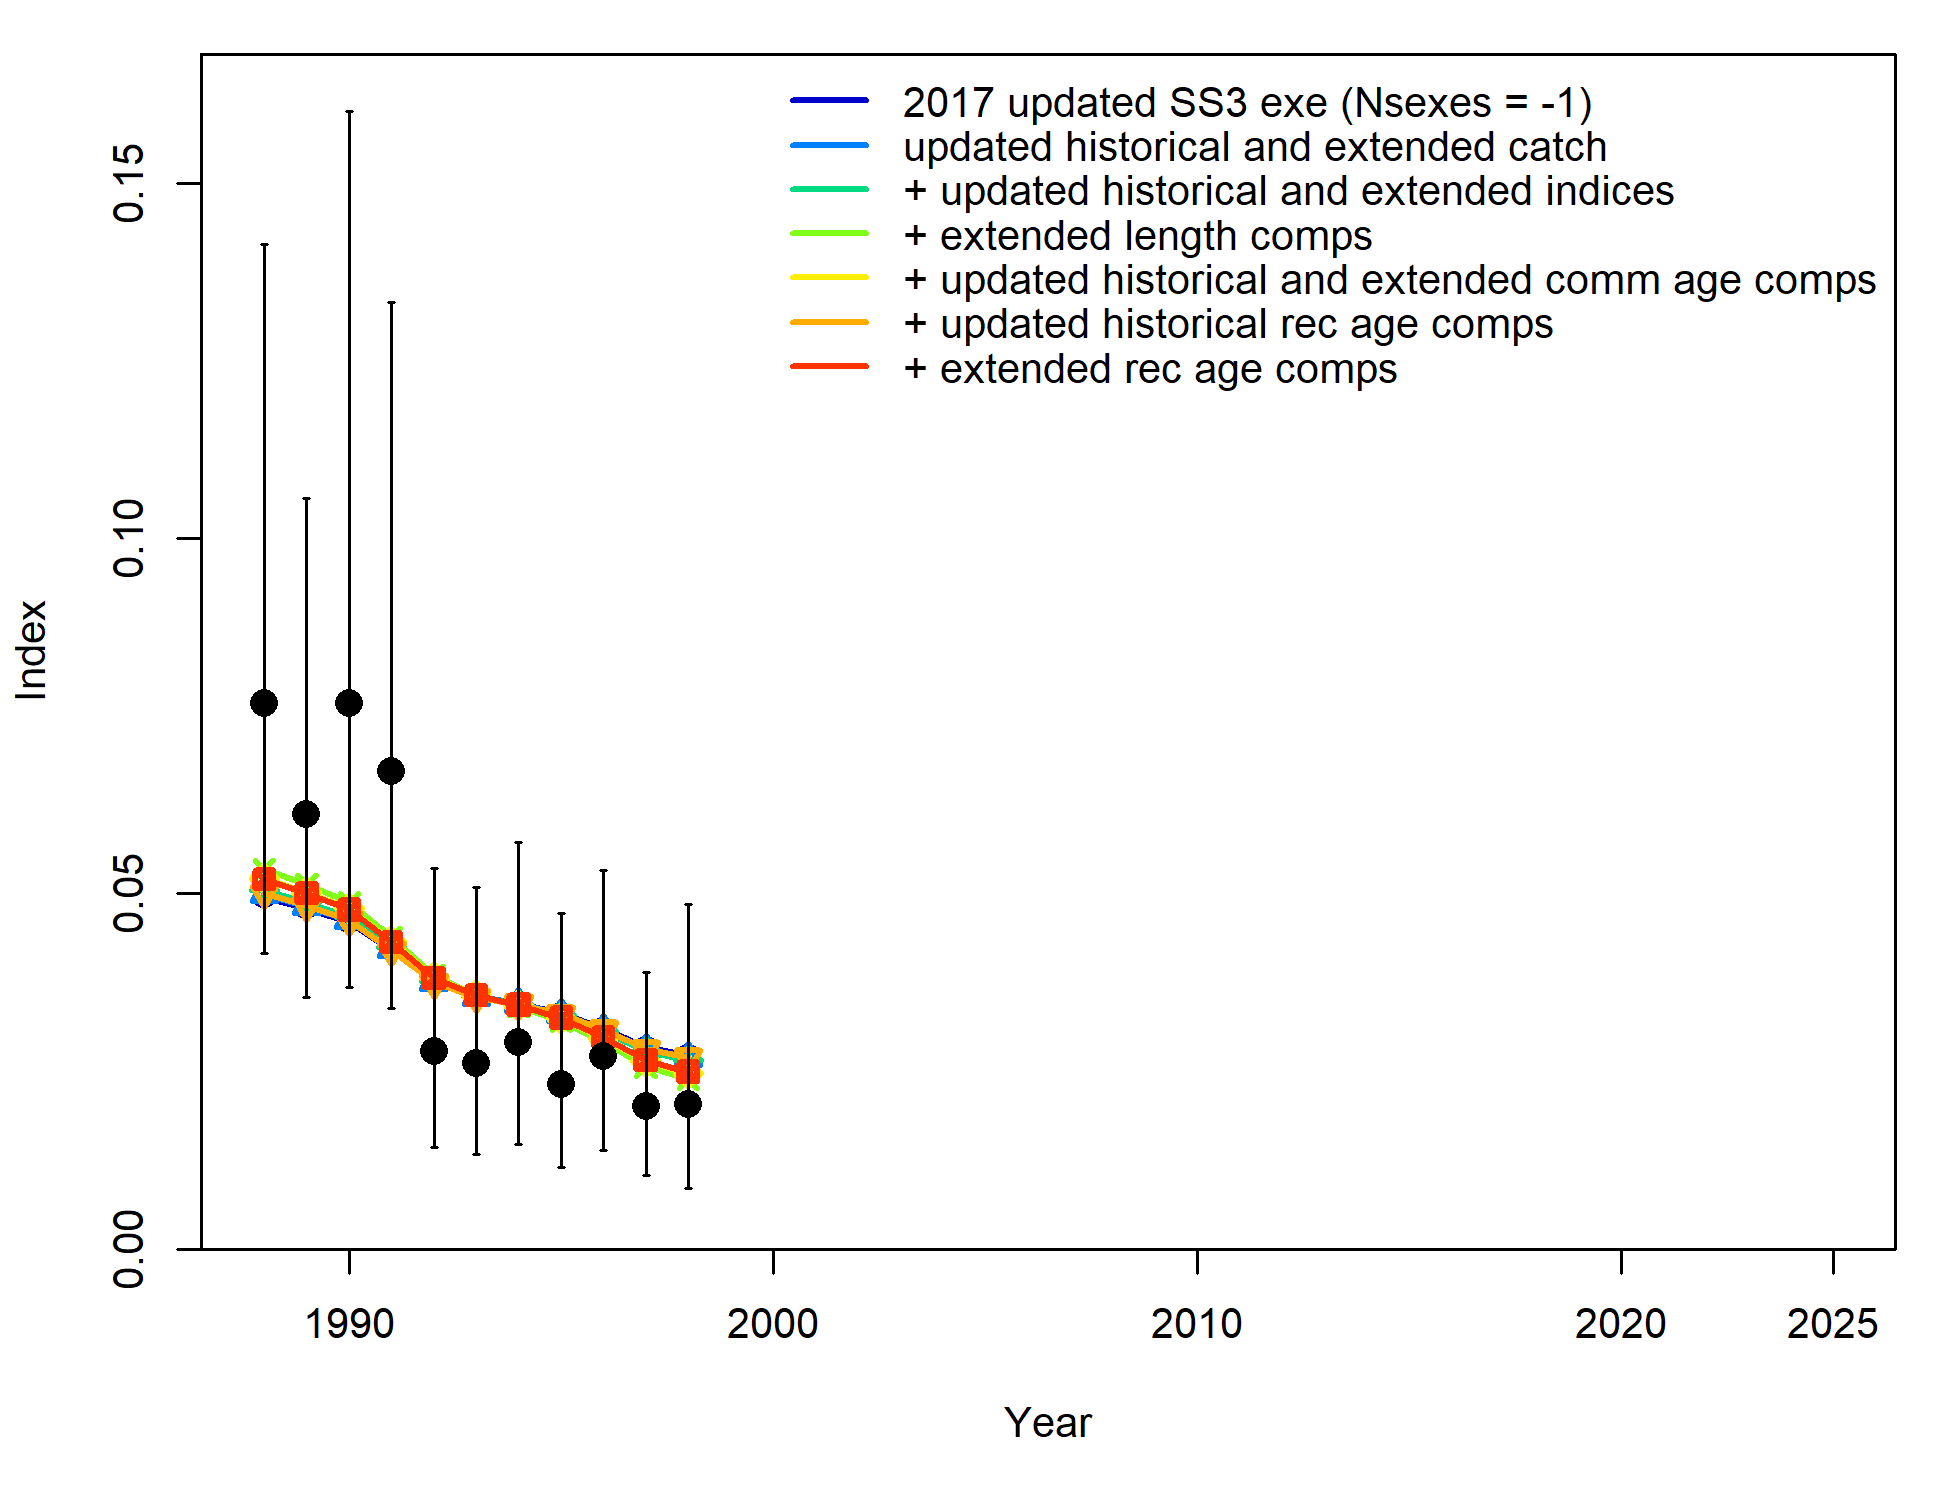 2017 updated SS3 exe (Nsexes = -1)
updated historical and extended catch
+ updated historical and extended indices
+ extended length comps
+ updated historical and extended comm age comps
+ updated historical rec age comps
+ extended rec age comps
0.15
0.10
0.05
0.00
Index
1990 2000 2010 2020 2025
Year